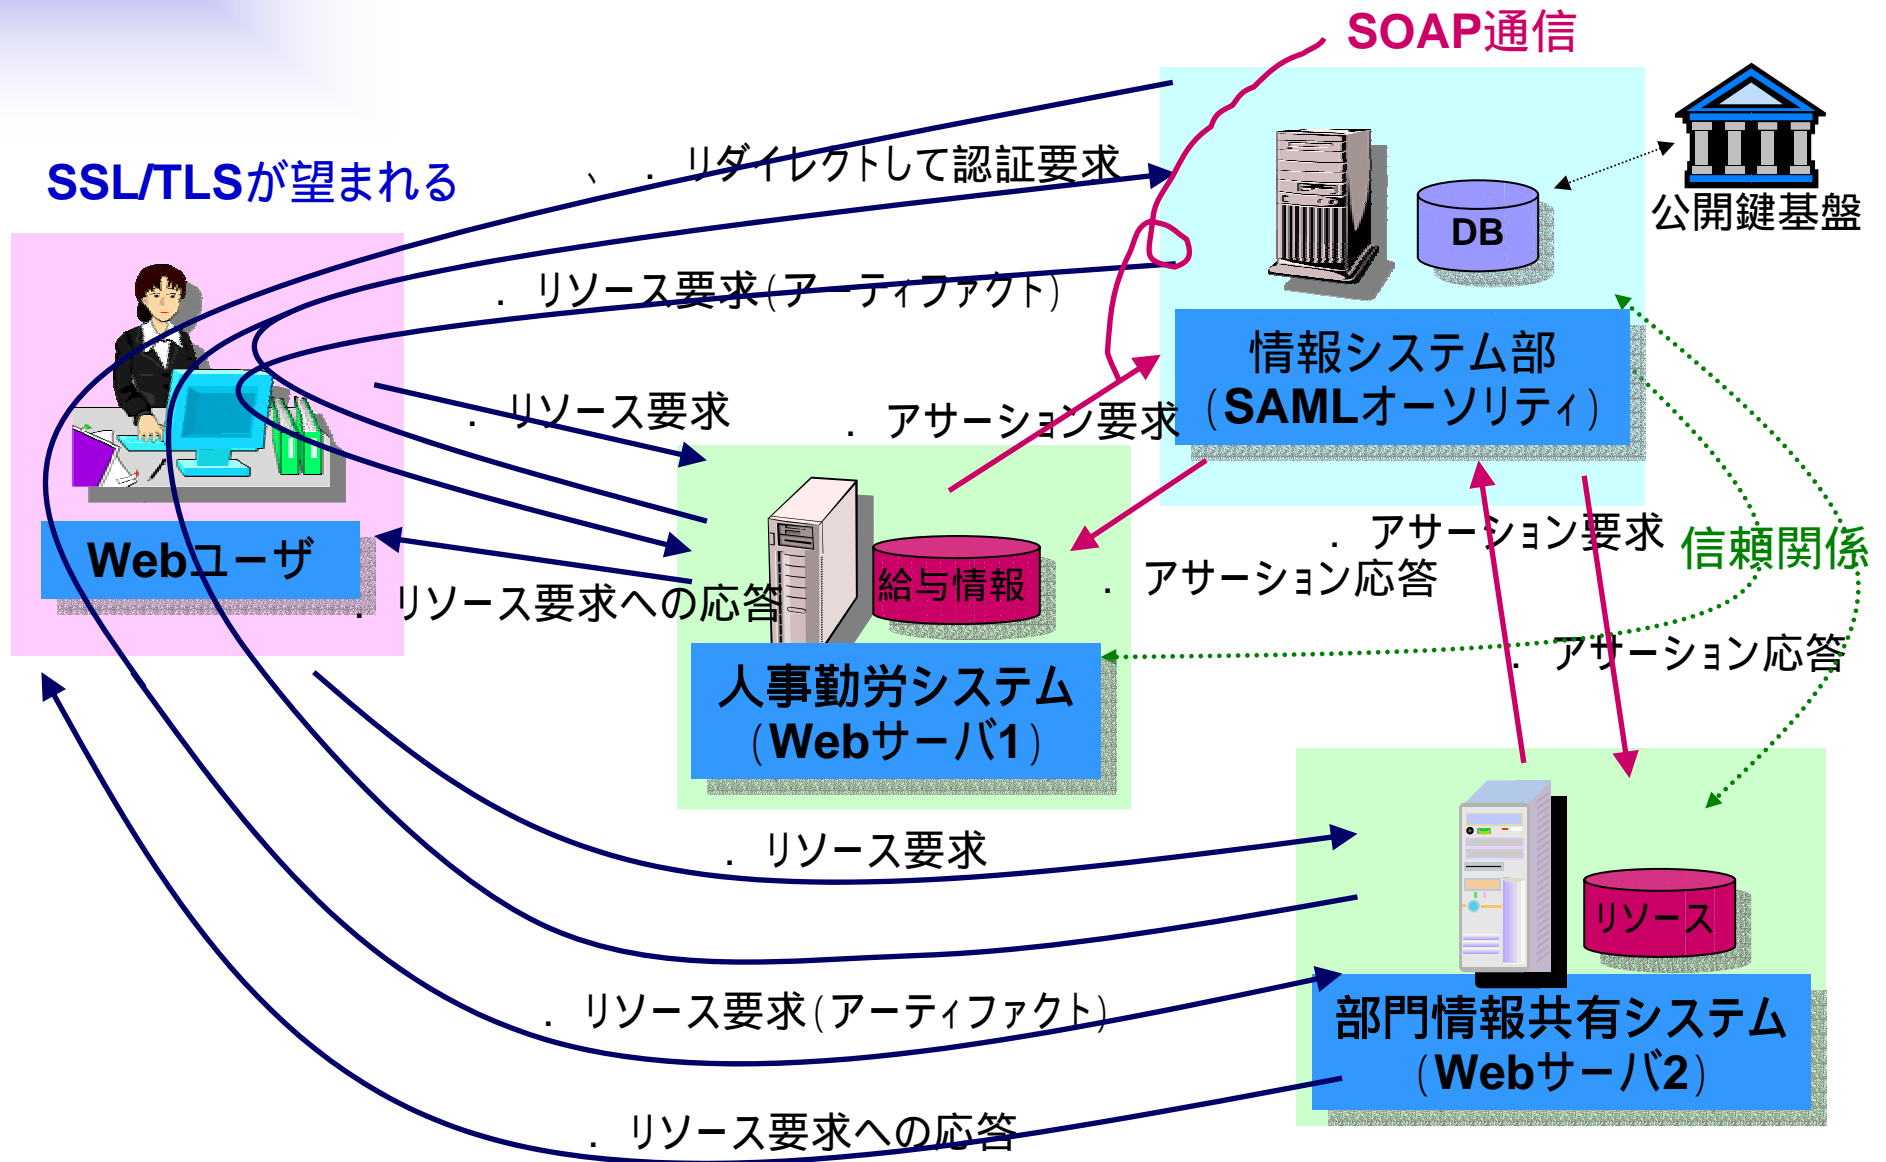 SOAP通信
SSL/TLSが望まれる
、 ．リダイレクトして認証要求
公開鍵基盤
DB
．リソース要求(アーティファクト)
情報システム部
(SAMLオーソリティ)
．リソース要求
．アサーション要求
Webユーザ
．リソース要求への応答
給与情報
．アサーション応答
．アサーション要求
信頼関係
．アサーション応答
人事勤労システム
(Webサーバ1)
．リソース要求
リソース
．リソース要求(アーティファクト)
部門情報共有システム
(Webサーバ2)
．リソース要求への応答